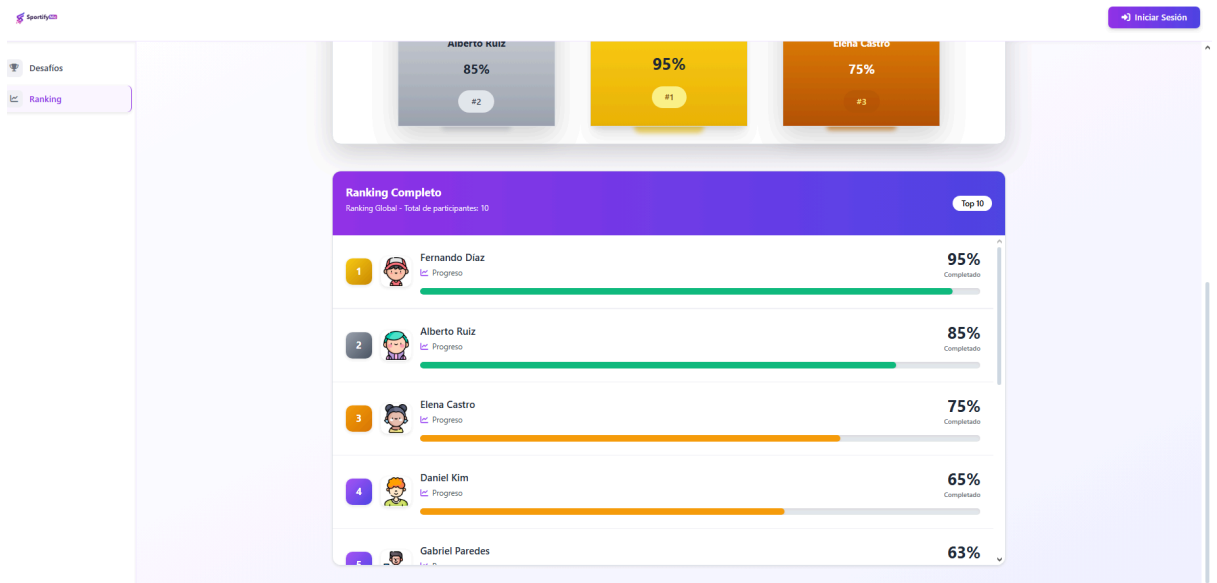 Sportify
Iniciar Sesión
Desafíos
Ranking
Alberto Ruiz
85%
#2
95%
#1
Elena Castro
75%
#3
Ranking Completo
Ranking Global - Total de participantes: 10
Top 10
1
Fernando Díaz
Progreso
95%
Completado
2
Alberto Ruiz
Progreso
85%
Completado
3
Elena Castro
Progreso
75%
Completado
4
Daniel Kim
Progreso
65%
Completado
5
Gabriel Paredes
63%